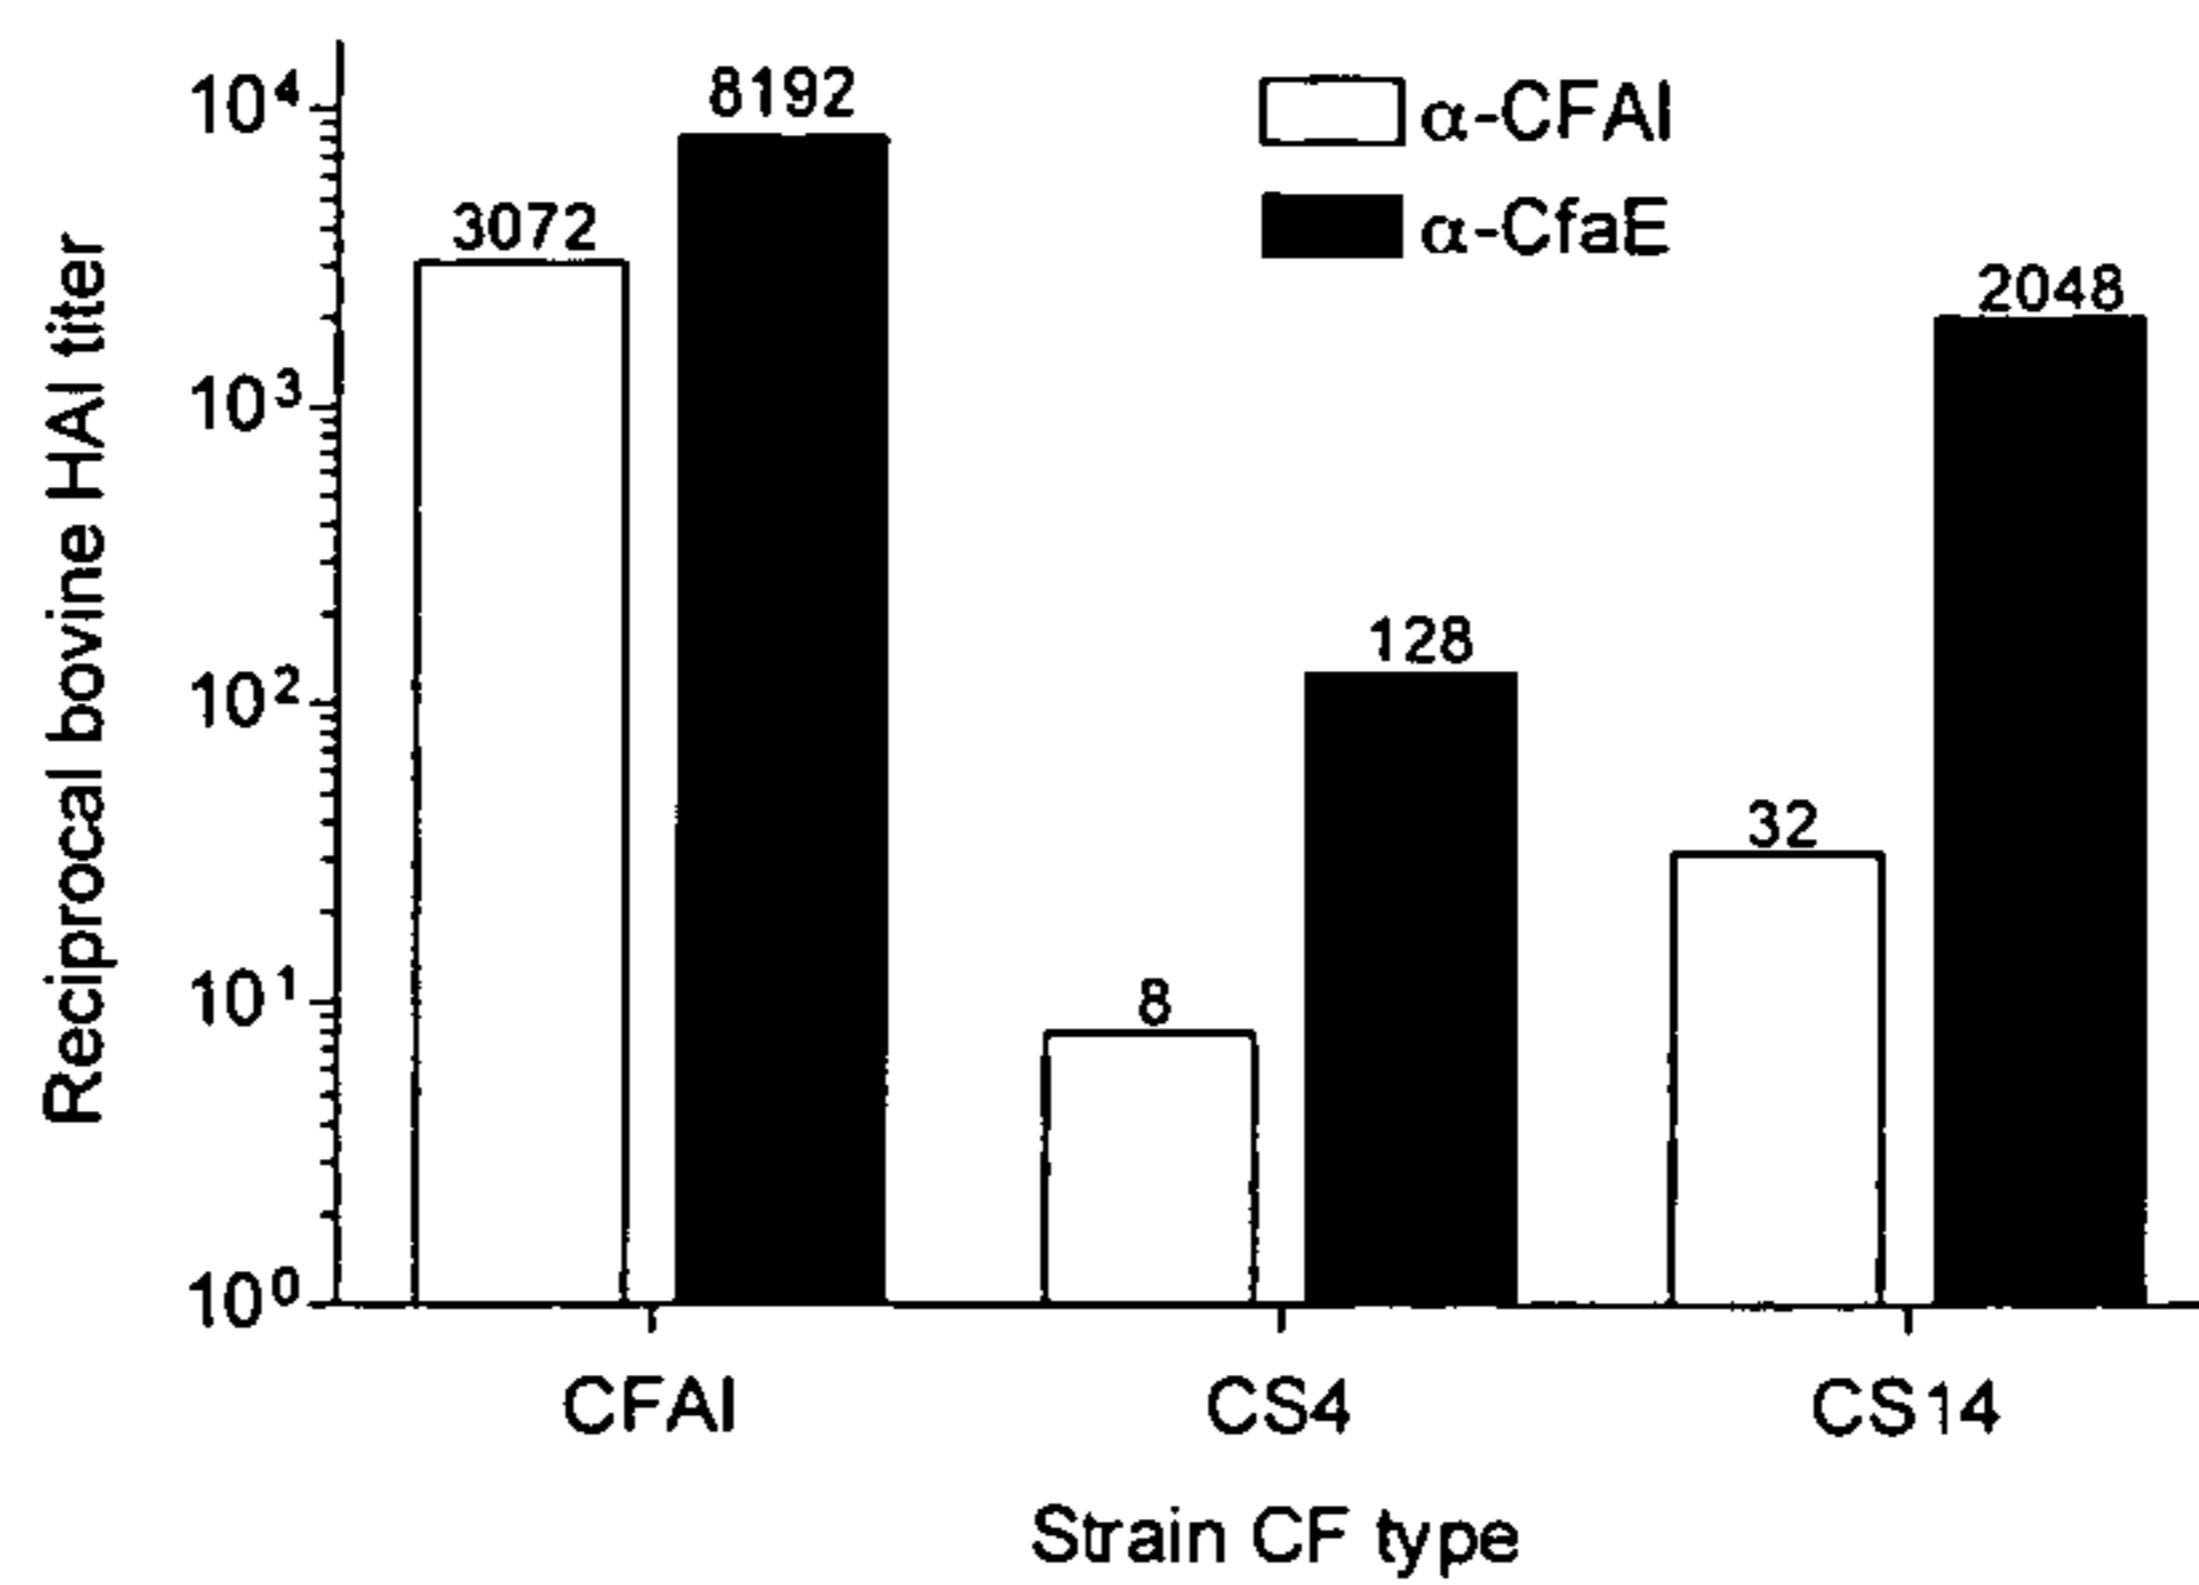 Reciprocal bovine HAI titer
10⁴
10³
10²
10¹
10⁰
3072
8192
8
128
32
2048
α-CFAI
α-CfaE
CFAI
CS4
CS14
Strain CF type